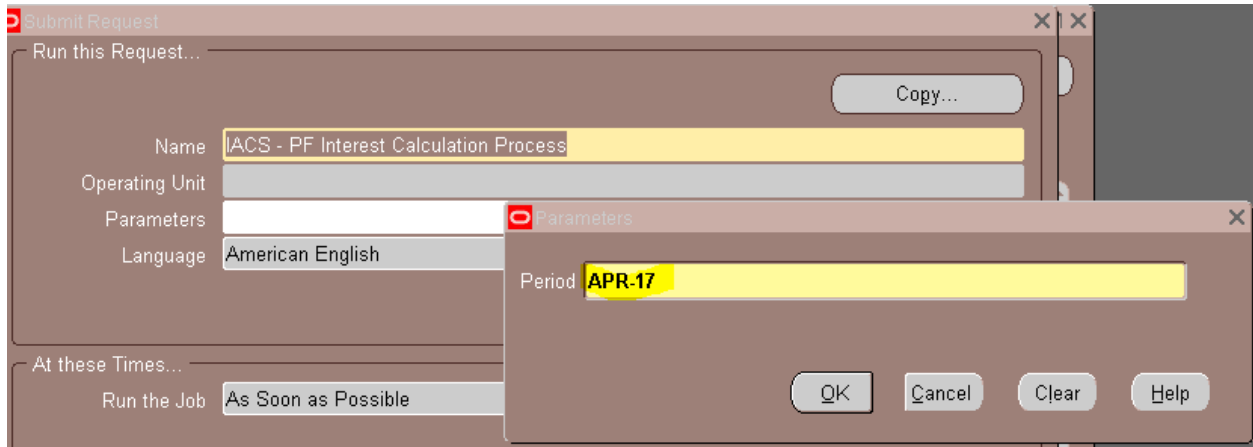 Submit Request
Run this Request...
Copy...
Name IACS - PF Interest Calculation Process
Operating Unit
Parameters
Language American English
Parameters
Period APR-17
OK Cancel Clear Help
At these Times...
Run the Job As Soon as Possible